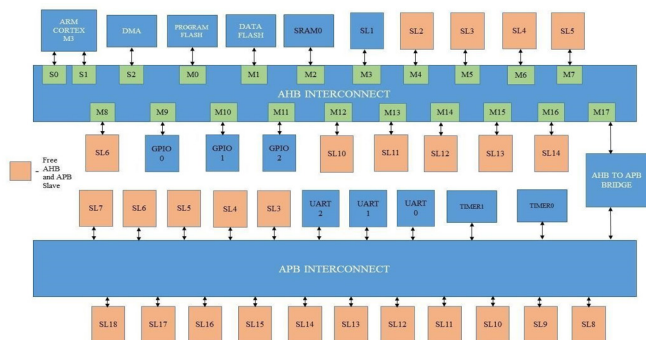 ARM
CORTEX
M3
DMA
PROGRAM
FLASH
DATA
FLASH
SRAM0
SL1
SL2
SL3
SL4
SL5
S0
S1
S2
M0
M1
M2
M3
M4
M5
M6
M7
AHB INTERCONNECT
M8
M9
M10
M11
M12
M13
M14
M15
M16
M17
SL6
GPIO
0
GPIO
1
GPIO
2
SL10
SL11
SL12
SL13
SL14
Free
AHB
and APB
Slave
AHB TO APB
BRIDGE
SL7
SL6
SL5
SL4
SL3
UART
2
UART
1
UART
0
TIMER1
TIMER0
APB INTERCONNECT
SL18
SL17
SL16
SL15
SL14
SL13
SL12
SL11
SL10
SL9
SL8